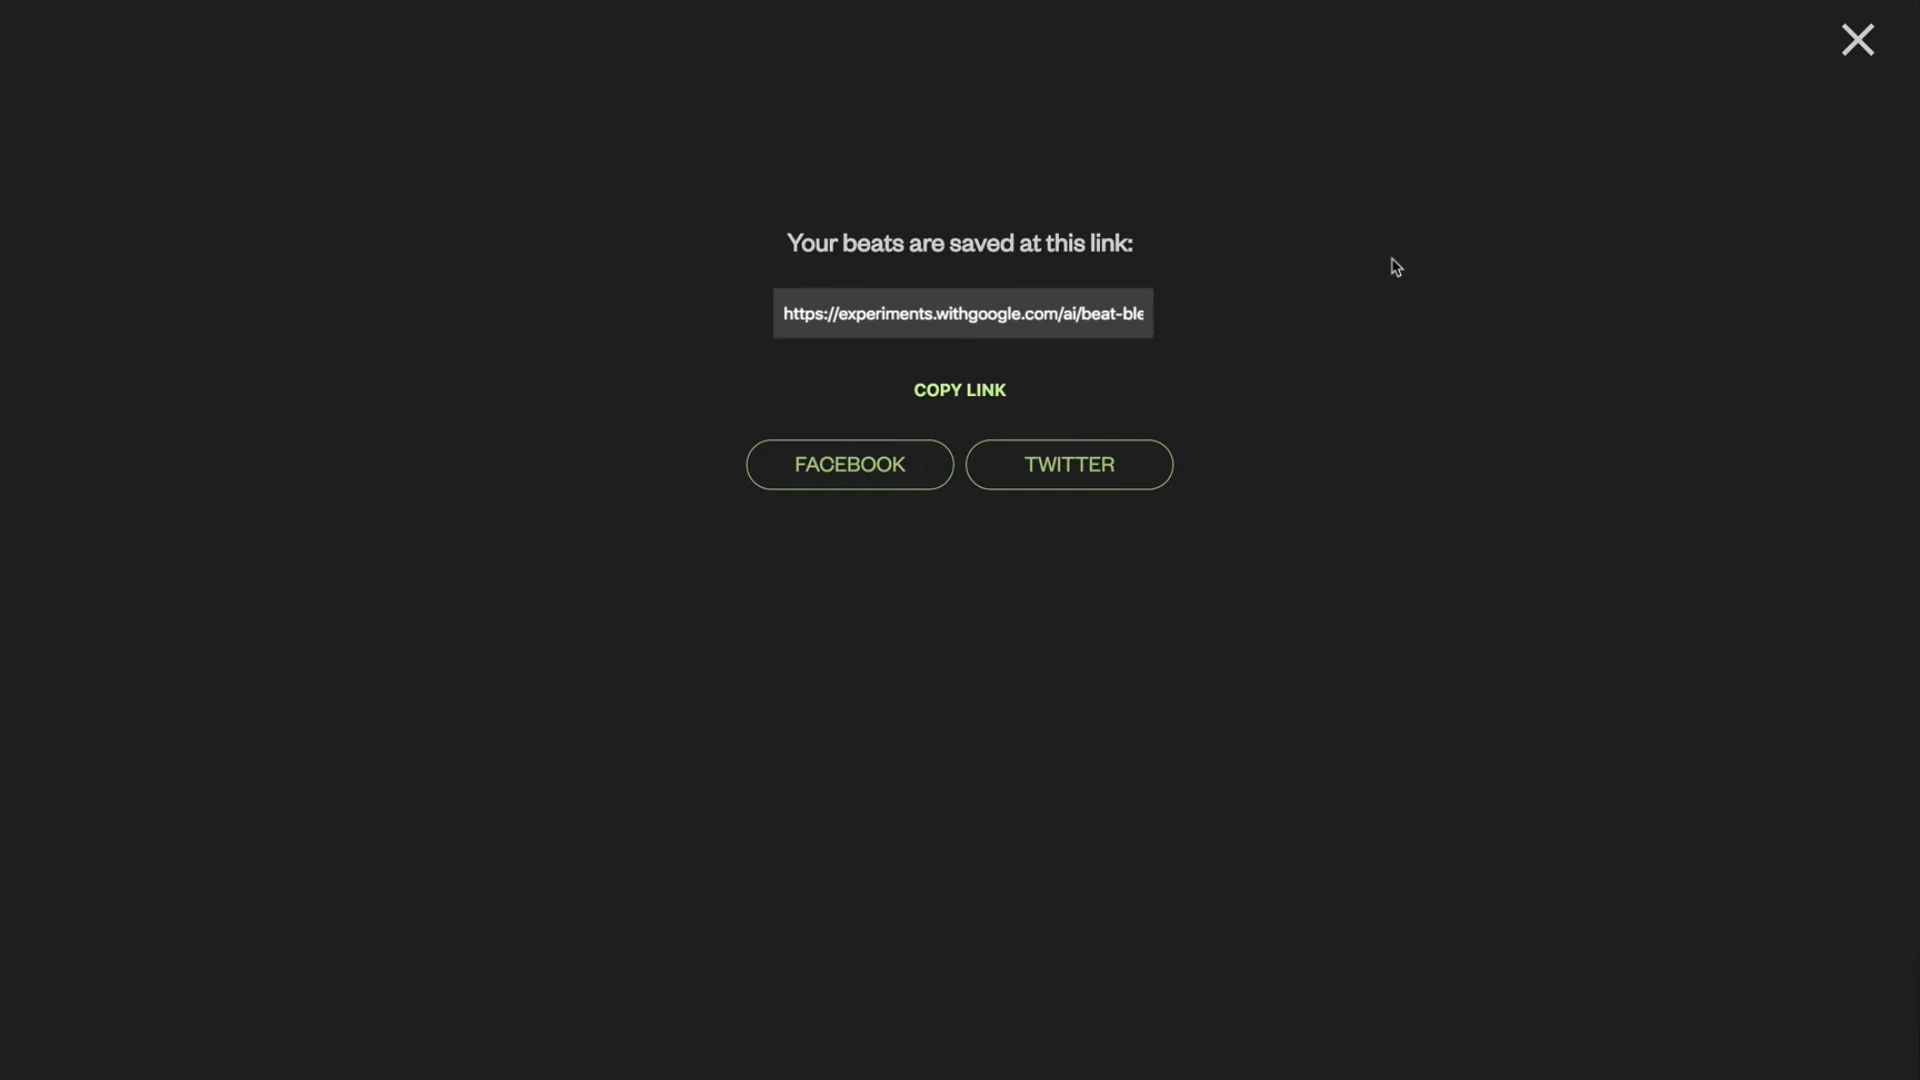 Your beats are saved at this link:
https://experiments.withgoogle.com/ai/beat-ble
COPY LINK
FACEBOOK
TWITTER